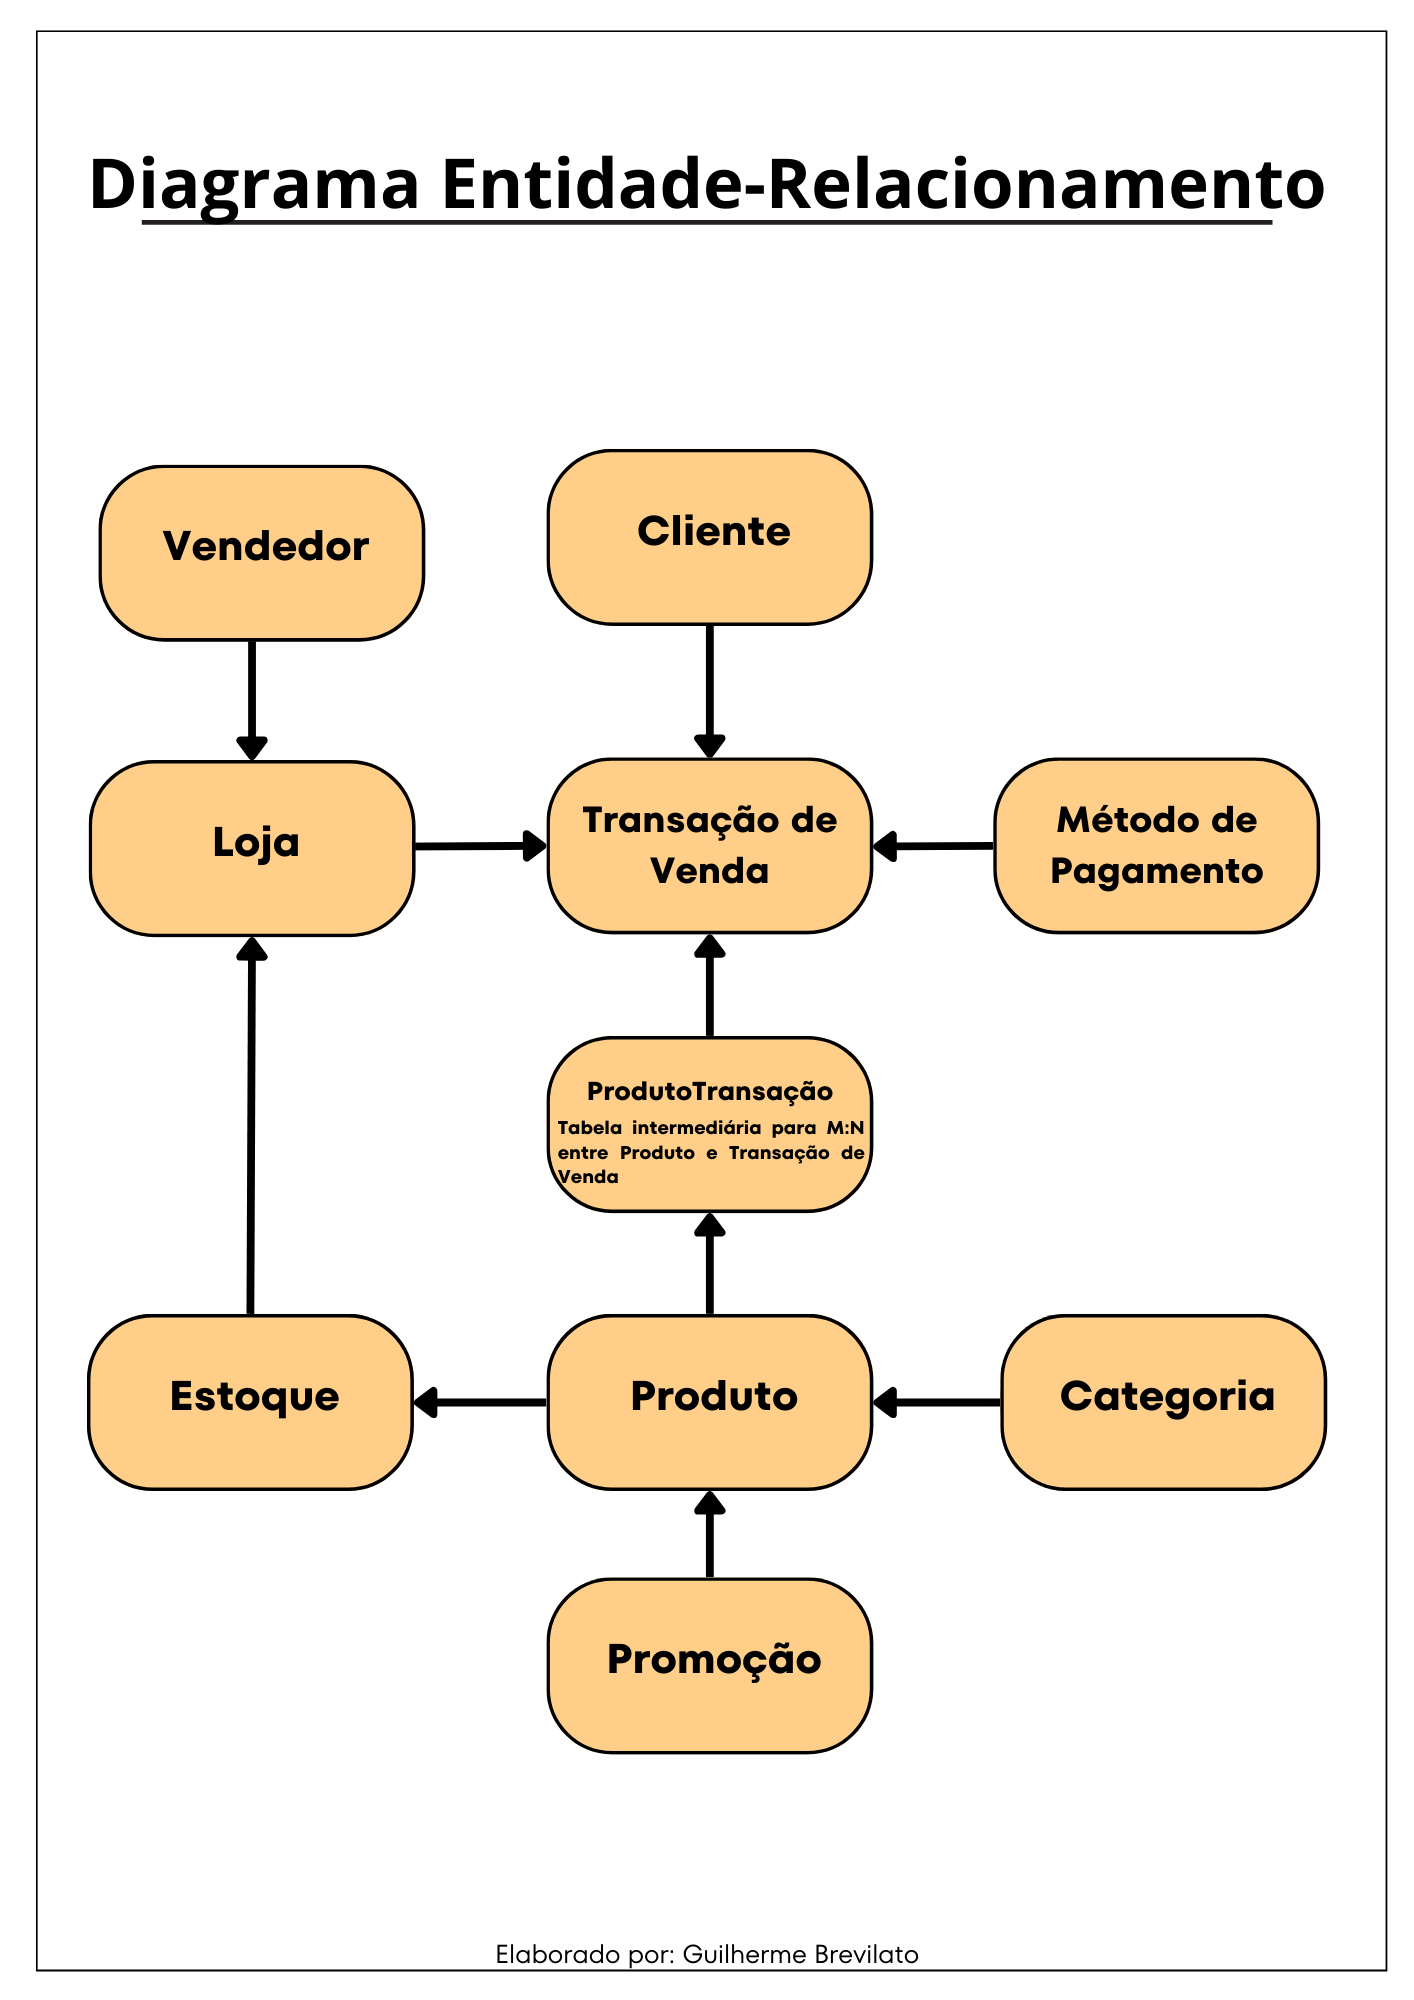 Diagrama Entidade-Relacionamento
Vendedor
Cliente
Loja
Transação de
Venda
Método de
Pagamento
ProdutoTransação
Tabela intermediária para M:N
entre Produto e Transação de
Venda
Estoque
Produto
Categoria
Promoção
Elaborado por: Guilherme Brevilato